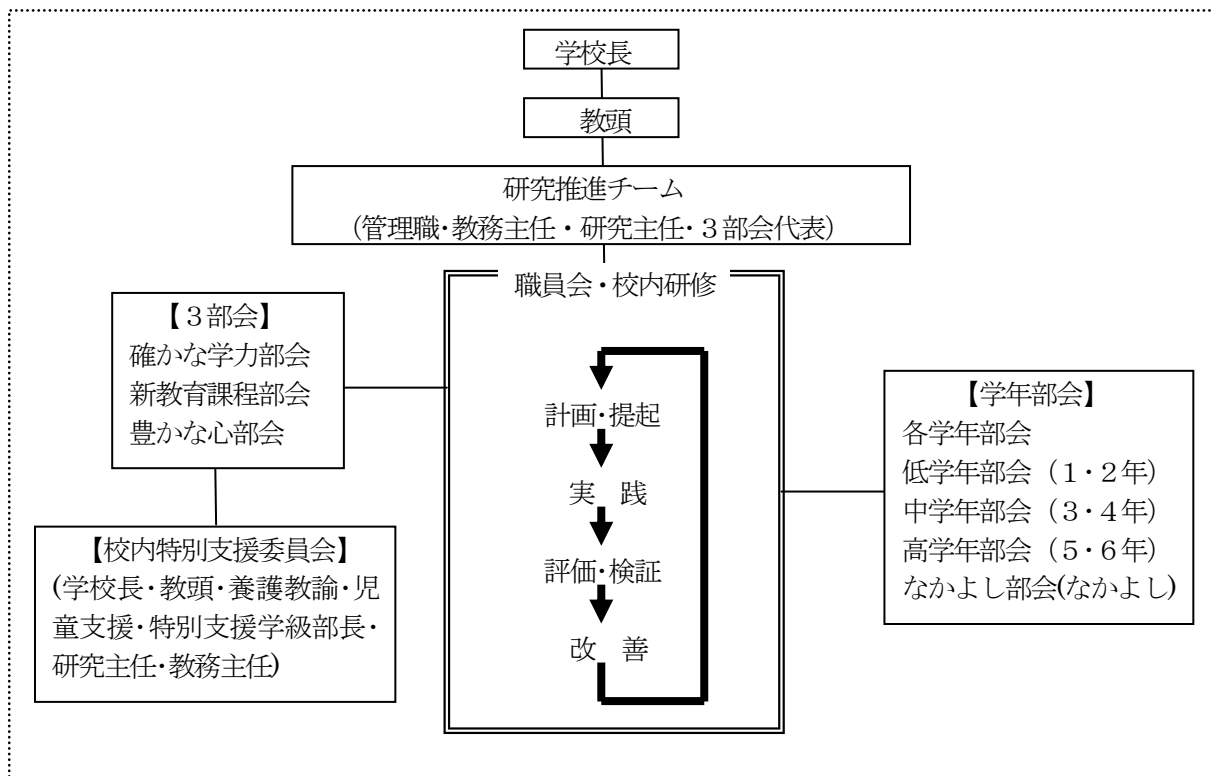 学校長
教頭
研究推進チーム
(管理職・教務主任・研究主任・3部会代表)
職員会・校内研修
【3部会】
確かな学力部会
新教育課程部会
豊かな心部会
【校内特別支援委員会】
(学校長・教頭・養護教諭・児
童支援・特別支援学級部長・
研究主任・教務主任)
計画・提起
実 践
評価・検証
改 善
【学年部会】
各学年部会
低学年部会(1・2年)
中学年部会(3・4年)
高学年部会(5・6年)
なかよし部会(なかよし)